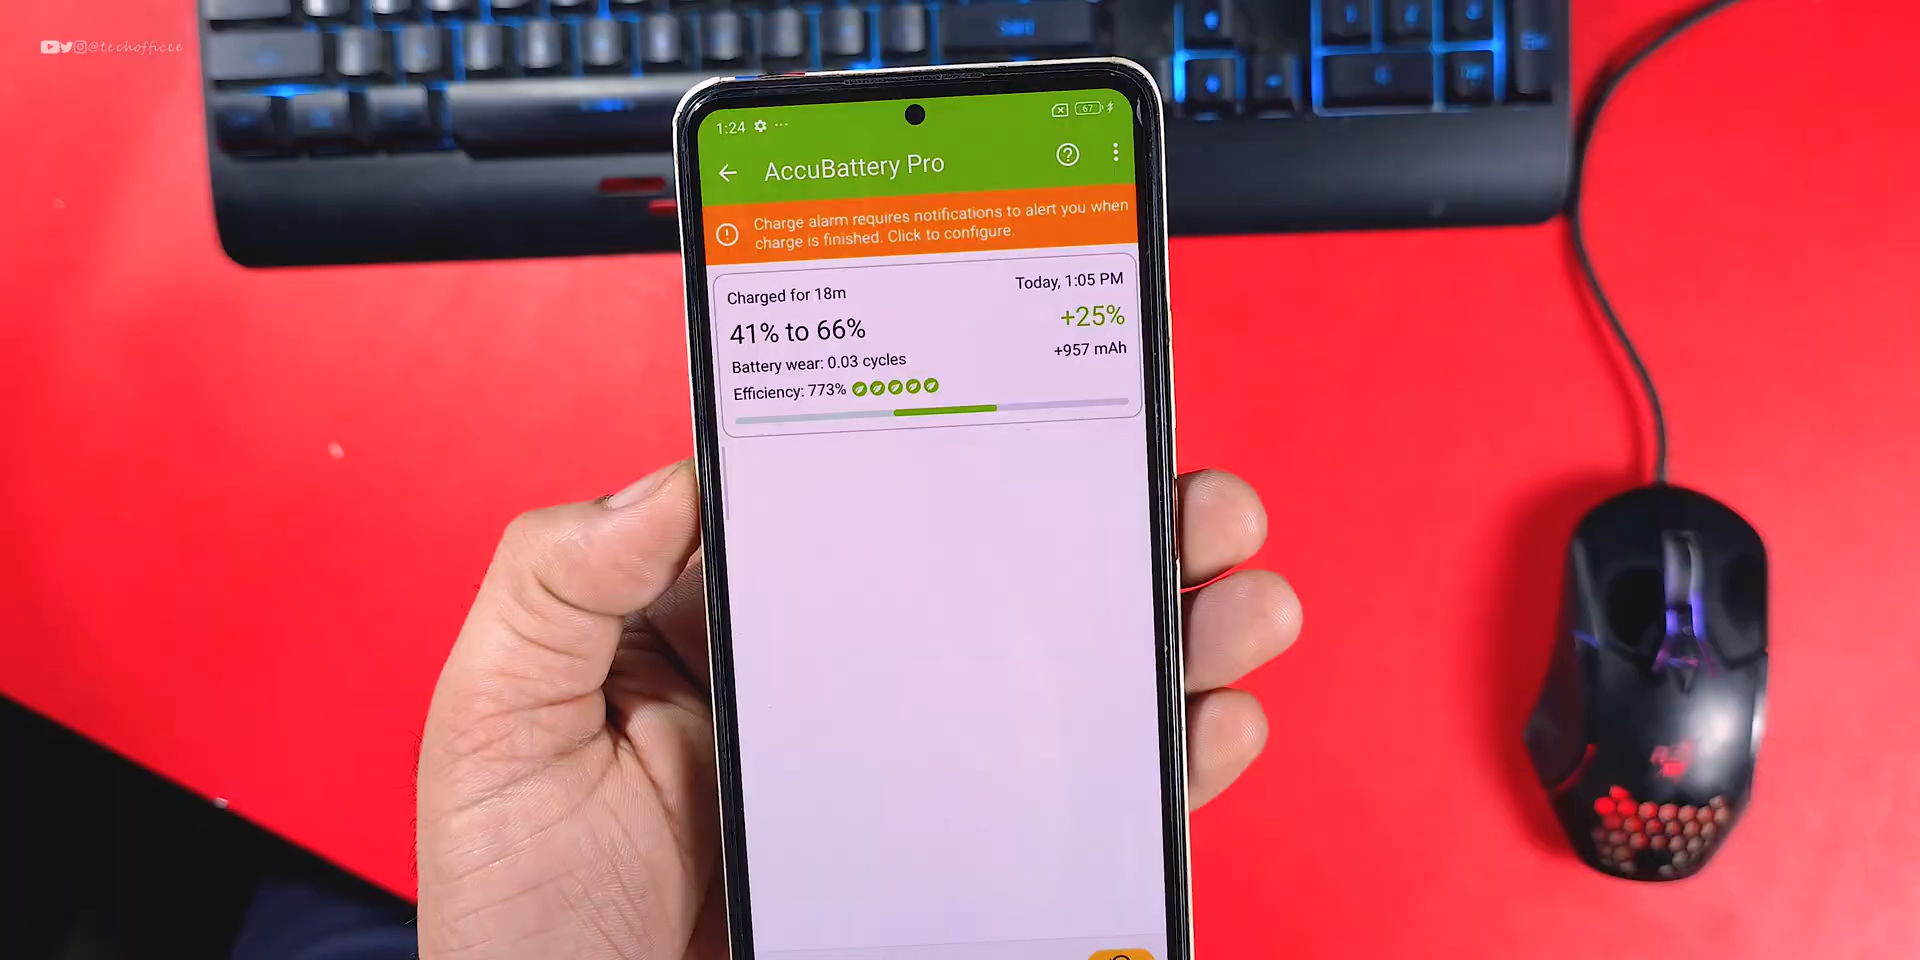 @techofficee
1:24
67
AccuBattery Pro
Charge alarm requires notifications to alert you when
charge is finished. Click to configure.
Charged for 18m
Today, 1:05 PM
41% to 66%
+25%
Battery wear: 0.03 cycles
+957 mAh
Efficiency: 773%